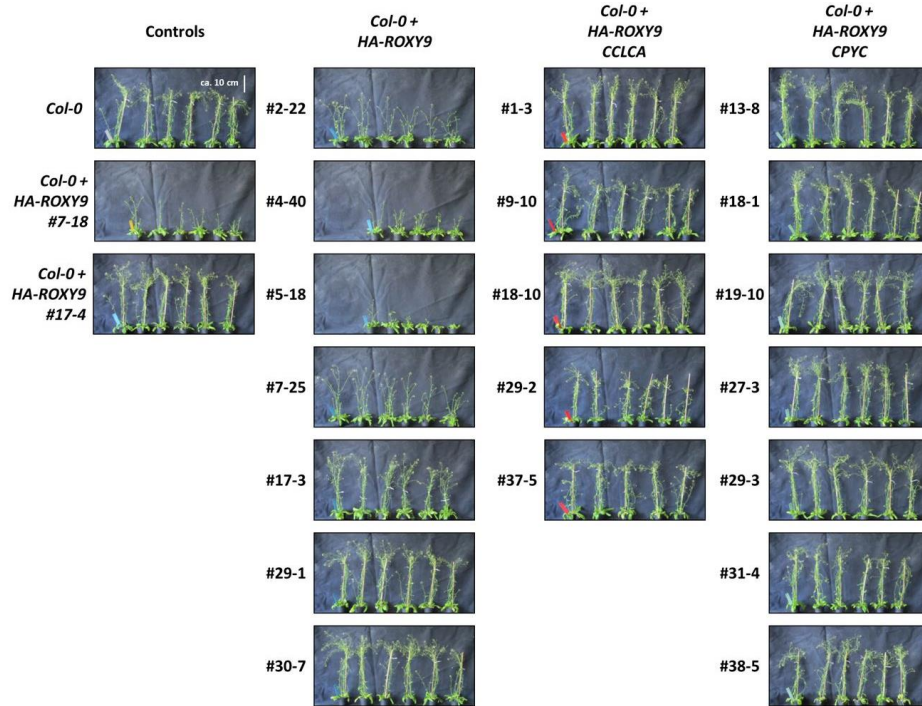 Controls
Col-0 +
HA-ROXY9
Col-0 +
HA-ROXY9
CCLCA
Col-0 +
HA-ROXY9
CPYC
Col-0
ca. 10 cm
#2-22
#1-3
#13-8
Col-0 +
HA-ROXY9
#7-18
#4-40
#9-10
#18-1
Col-0 +
HA-ROXY9
#17-4
#5-18
#18-10
#19-10
#7-25
#29-2
#27-3
#17-3
#37-5
#29-3
#29-1
#31-4
#30-7
#38-5